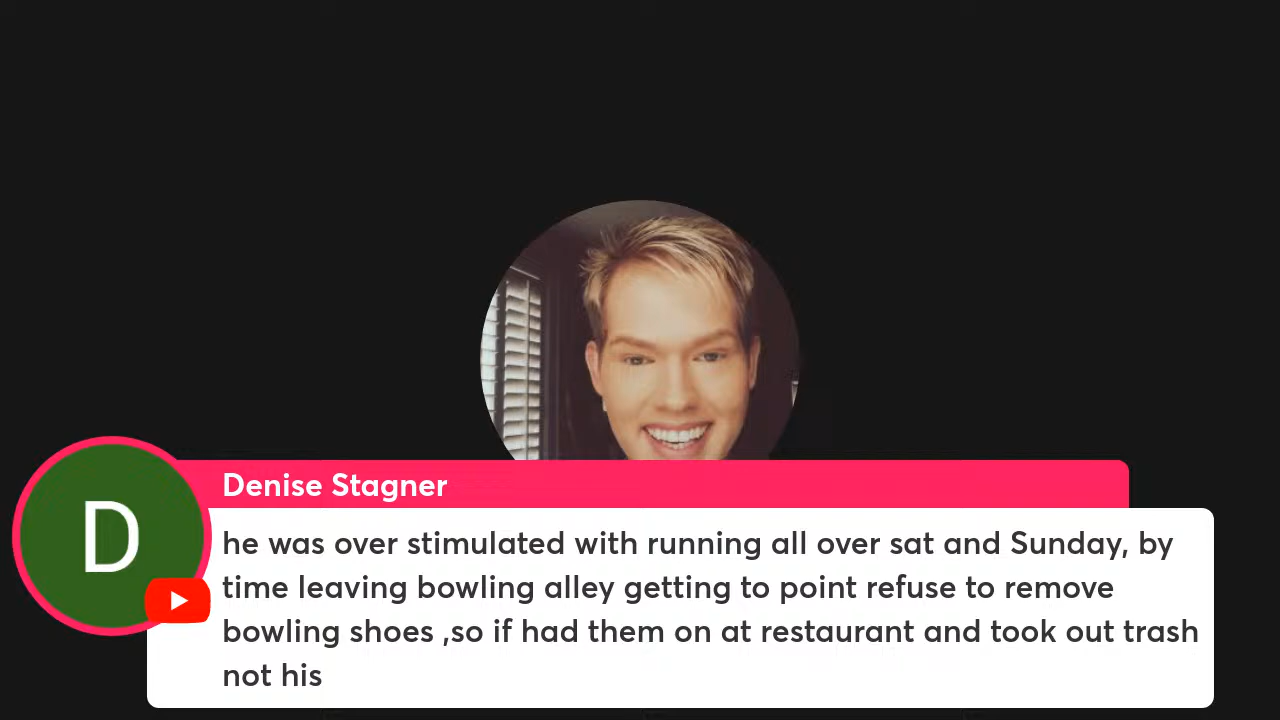 Denise Stagner
D
he was over stimulated with running all over sat and Sunday, by
time leaving bowling alley getting to point refuse to remove
bowling shoes ,so if had them on at restaurant and took out trash
not his